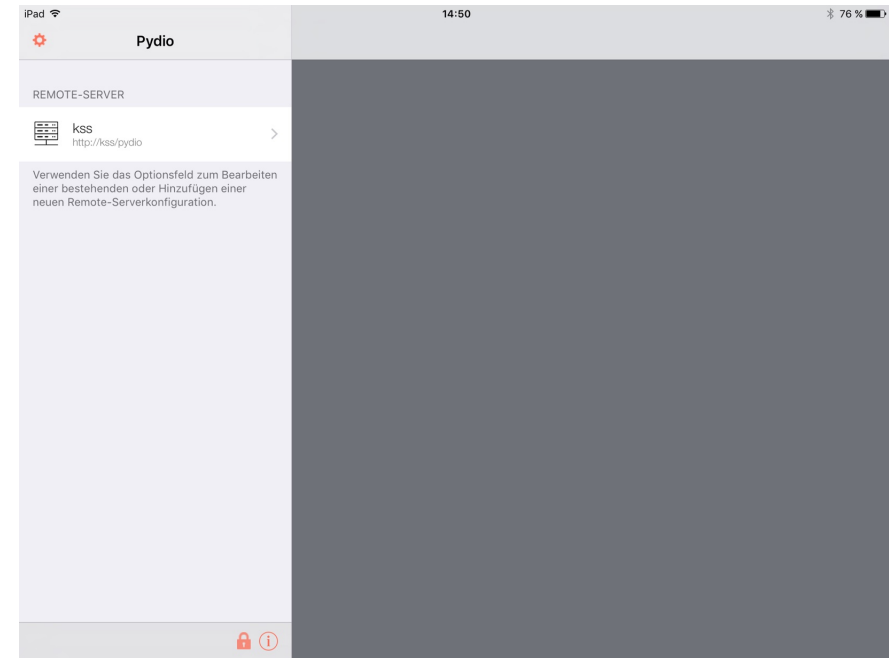 iPad 14:50 76 %
Pydio
REMOTE-SERVER
kss
http://kss/pydio
Verwenden Sie das Optionsfeld zum Bearbeiten
einer bestehenden oder Hinzufügen einer
neuen Remote-Serverkonfiguration.